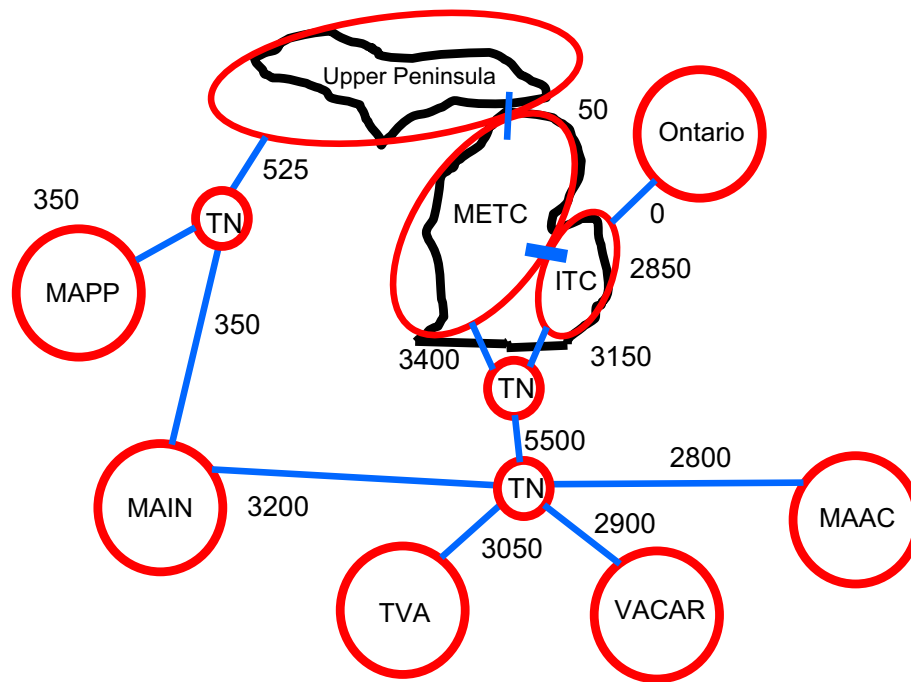 Upper Peninsula
50
Ontario
525
350
TN
METC
0
MAPP
ITC
2850
350
3400
3150
TN
5500
2800
TN
MAIN
3200
2900
MAAC
3050
TVA
VACAR